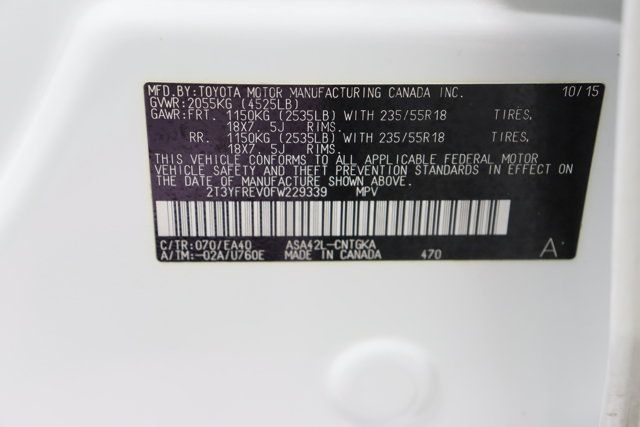 MFD.BY:TOYOTA MOTOR MANUFACTURING CANADA INC. 10/15
GVWR:2055KG (4525LB)
GAWR:FRT. 1150KG (2535LB) WITH 235/55R18 TIRES,
18X7.5J RIMS.
RR. 1150KG (2535LB) WITH 235/55R18 TIRES,
18X7.5J RIMS.
THIS VEHICLE CONFORMS TO ALL APPLICABLE FEDERAL MOTOR
VEHICLE SAFETY AND THEFT PREVENTION STANDARDS IN EFFECT ON
THE DATE OF MANUFACTURE SHOWN ABOVE.
2T3YFREV0FW229339 MPV
C/TR:070/EA40 ASA42L-CNTGKA
A/TM:-02A/U760E MADE IN CANADA 470 A